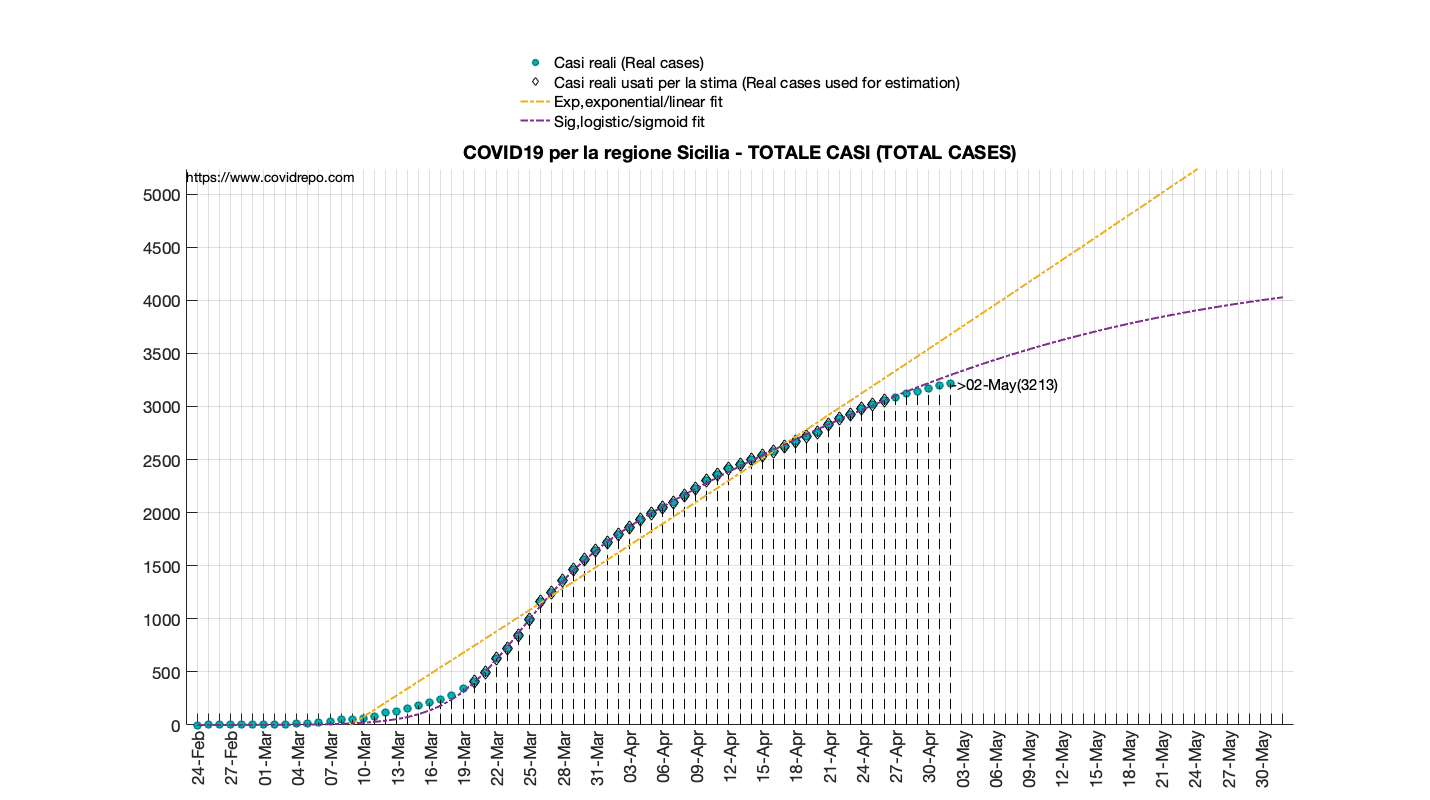 Casi reali (Real cases)
Casi reali usati per la stima (Real cases used for estimation)
Exp,exponential/linear fit
Sig,logistic/sigmoid fit
COVID19 per la regione Sicilia - TOTALE CASI (TOTAL CASES)
https://www.covidrepo.com
5000
4500
4000
3500
3000
2500
2000
1500
1000
500
0
->02-May(3213)
24-Feb
27-Feb
01-Mar
04-Mar
07-Mar
10-Mar
13-Mar
16-Mar
19-Mar
22-Mar
25-Mar
28-Mar
31-Mar
03-Apr
06-Apr
09-Apr
12-Apr
15-Apr
18-Apr
21-Apr
24-Apr
27-Apr
30-Apr
03-May
06-May
09-May
12-May
15-May
18-May
21-May
24-May
27-May
30-May